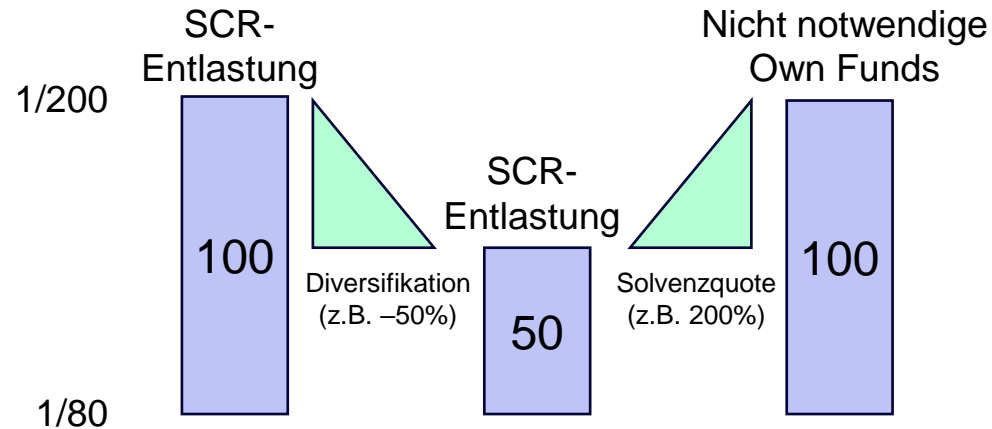 SCR-
Entlastung
Nicht notwendige
Own Funds
1/200
SCR-
Entlastung
100
Diversifikation
(z.B. –50%)
50
Solvenzquote
(z.B. 200%)
100
1/80